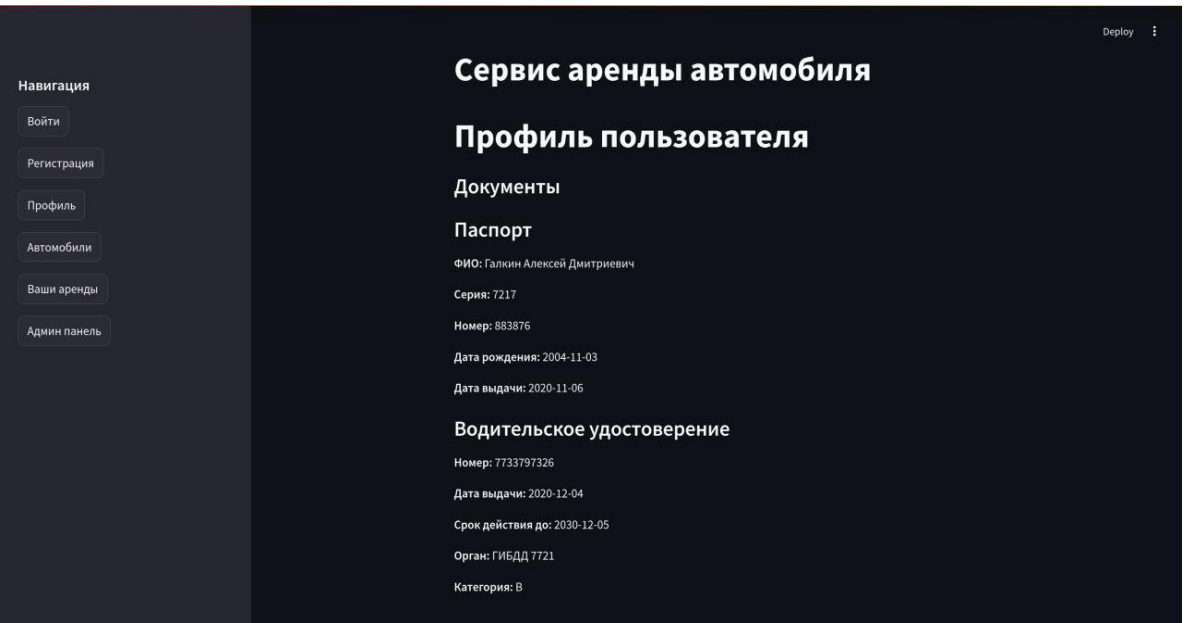 Deploy
Навигация
Войти
Регистрация
Профиль
Автомобили
Ваши аренды
Админ панель
Сервис аренды автомобиля
Профиль пользователя
Документы
Паспорт
ФИО: Галкин Алексей Дмитриевич
Серия: 7217
Номер: 883876
Дата рождения: 2004-11-03
Дата выдачи: 2020-11-06
Водительское удостоверение
Номер: 7733797326
Дата выдачи: 2020-12-04
Срок действия до: 2030-12-05
Орган: ГИБДД 7721
Категория: B